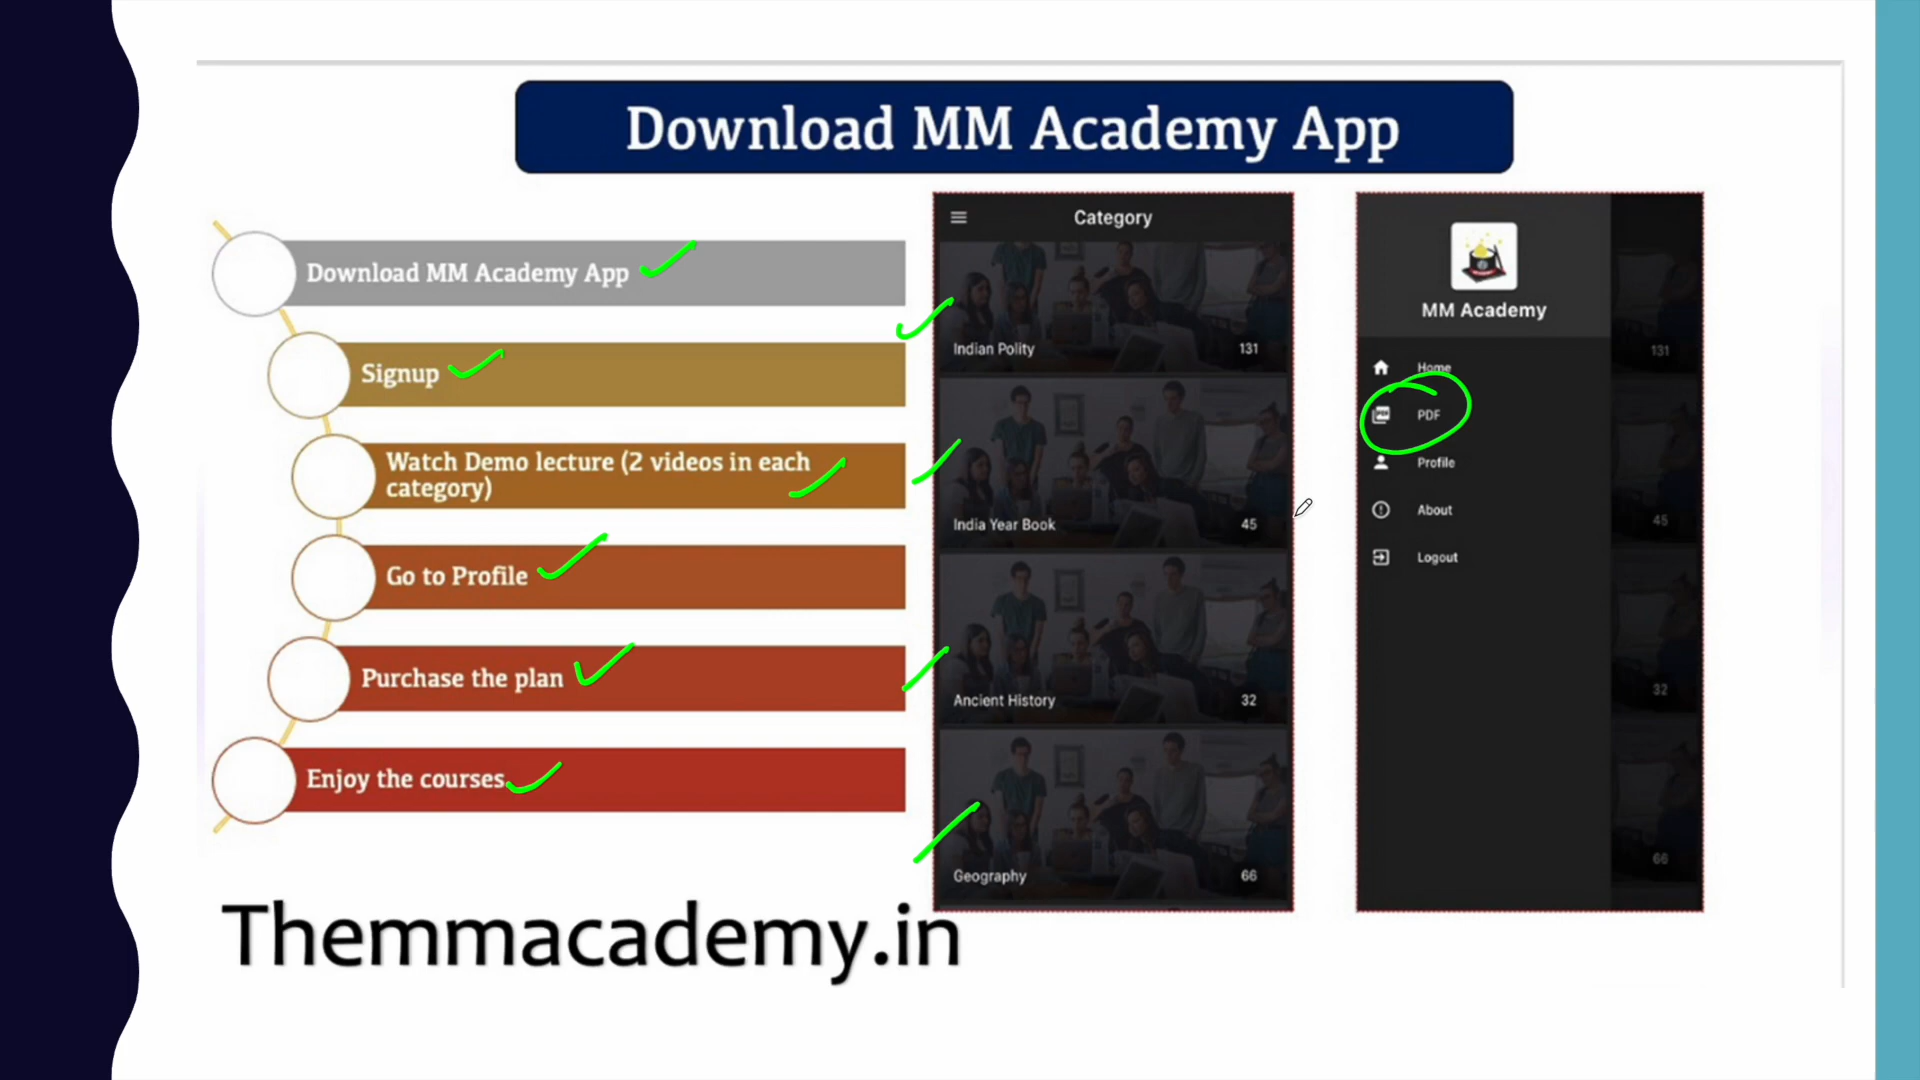 Download MM Academy App
Download MM Academy App
Signup
Watch Demo lecture (2 videos in each
category)
Go to Profile
Purchase the plan
Enjoy the courses
Themmacademy.in
Category
Indian Polity 131
India Year Book 45
Ancient History 32
Geography 66
MM Academy
Home
PDF
Profile
About
Logout
131
45
32
66